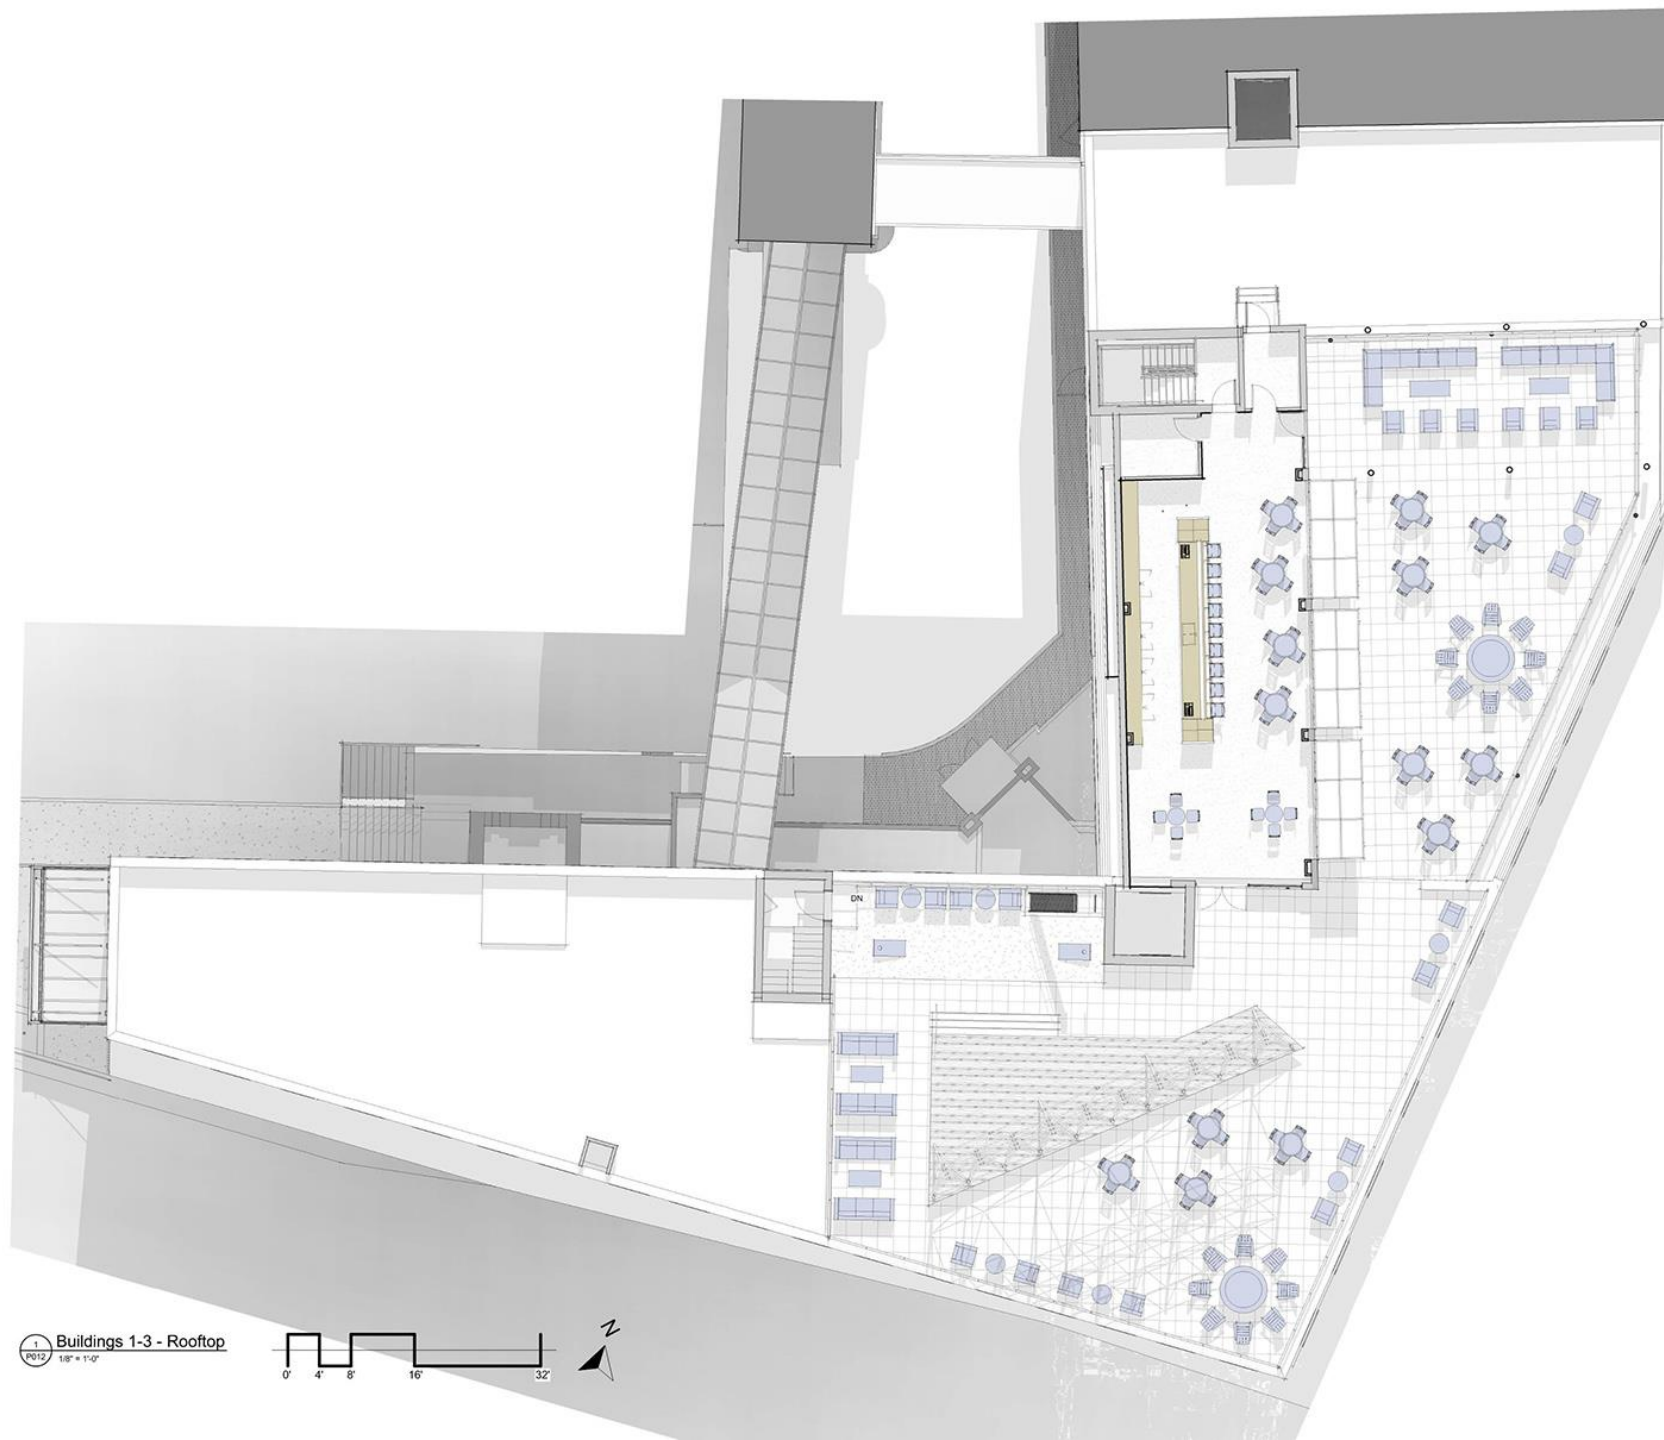 DN
1
P012
Buildings 1-3 - Rooftop
1/8" = 1'-0"
0' 4' 8' 16' 32'
N